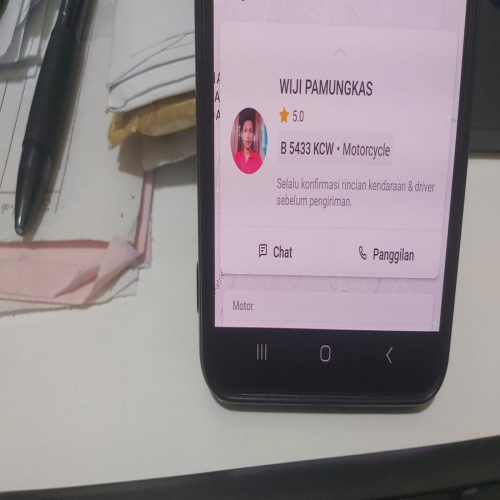 WIJI PAMUNGKAS
5.0
B 5433 KCW • Motorcycle
Selalu konfirmasi rincian kendaraan & driver
sebelum pengiriman.
Chat
Panggilan
Motor